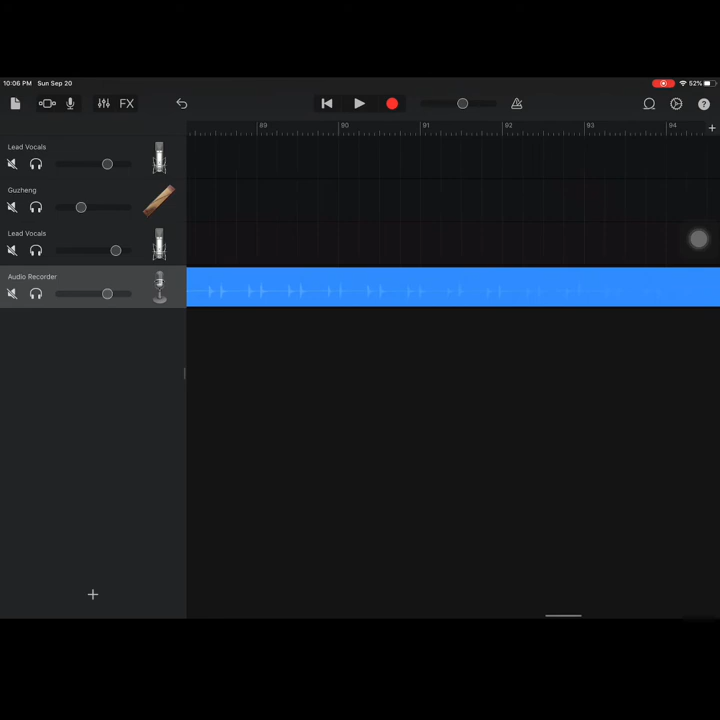 10:06 PM Sun Sep 20
52%
FX
89 90 91 92 93 94
Lead Vocals
Guzheng
Lead Vocals
Audio Recorder